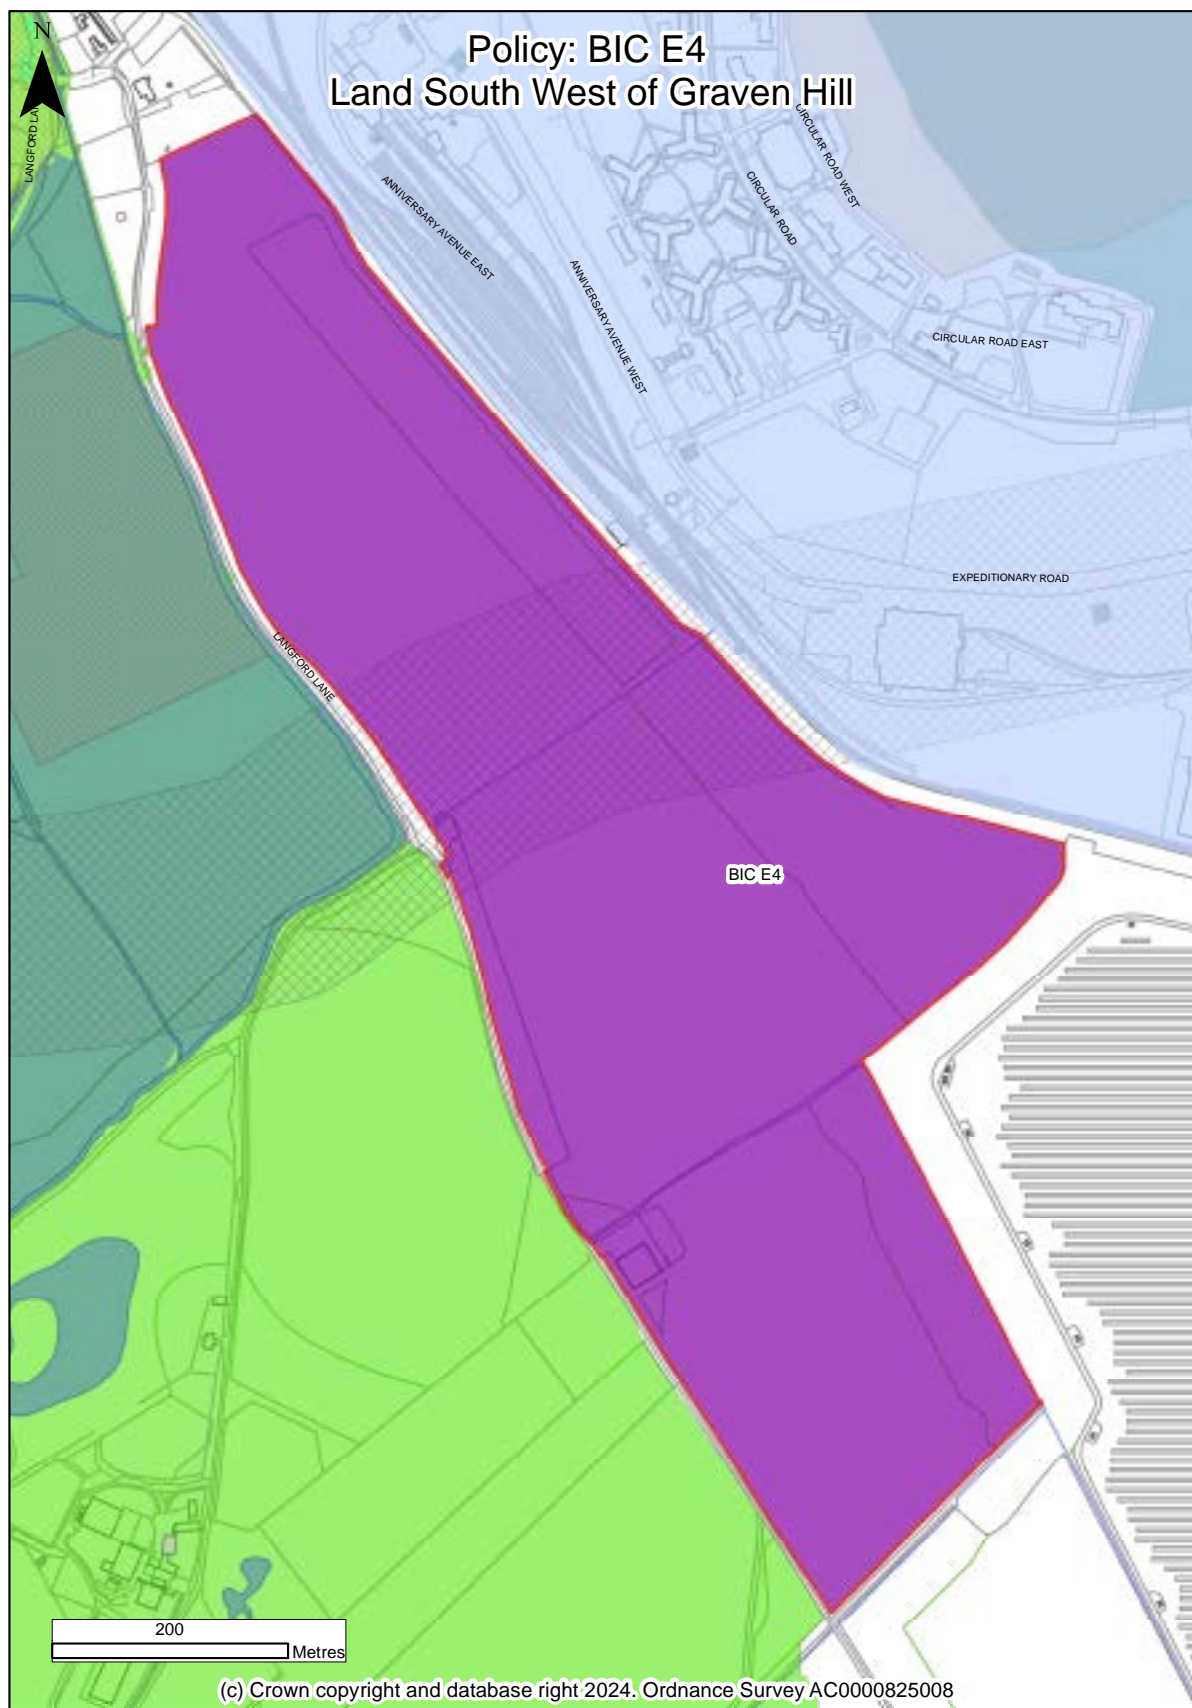 N
Policy: BIC E4
Land South West of Graven Hill
LANGFORD LA
CIRCULAR ROAD WEST
CIRCULAR ROAD
ANNIVERSARY AVENUE EAST
ANNIVERSARY AVENUE WEST
CIRCULAR ROAD EAST
EXPEDITIONARY ROAD
LANGFORD LANE
BIC E4
200
Metres
(c) Crown copyright and database right 2024. Ordnance Survey AC0000825008